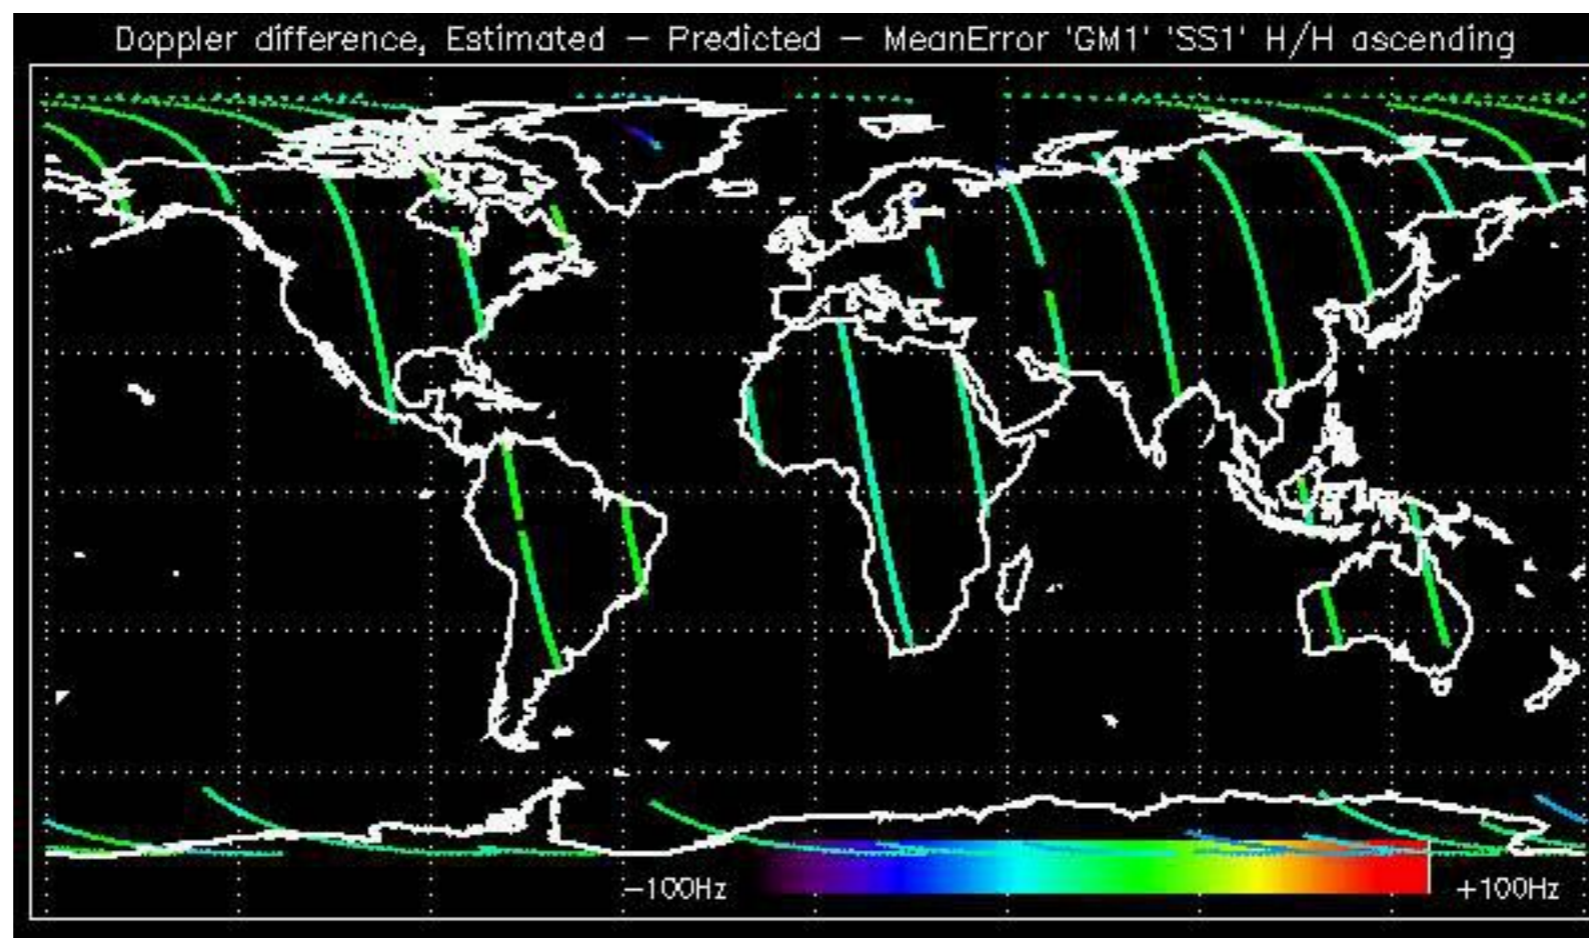 Doppler difference, Estimated — Predicted — MeanError 'GM1' 'SS1' H/H ascending
−100Hz
+100Hz